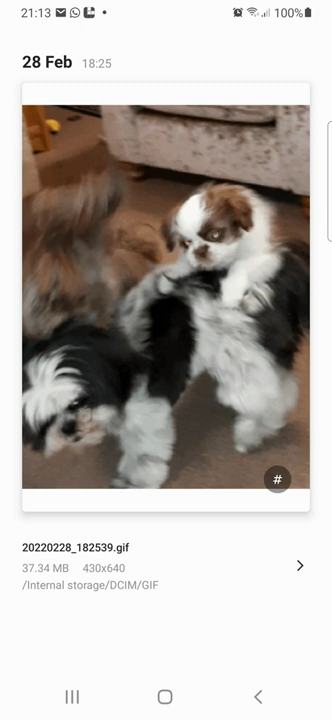 21:13
100%
28 Feb 18:25
#
20220228_182539.gif
37.34 MB 430x640
/Internal storage/DCIM/GIF